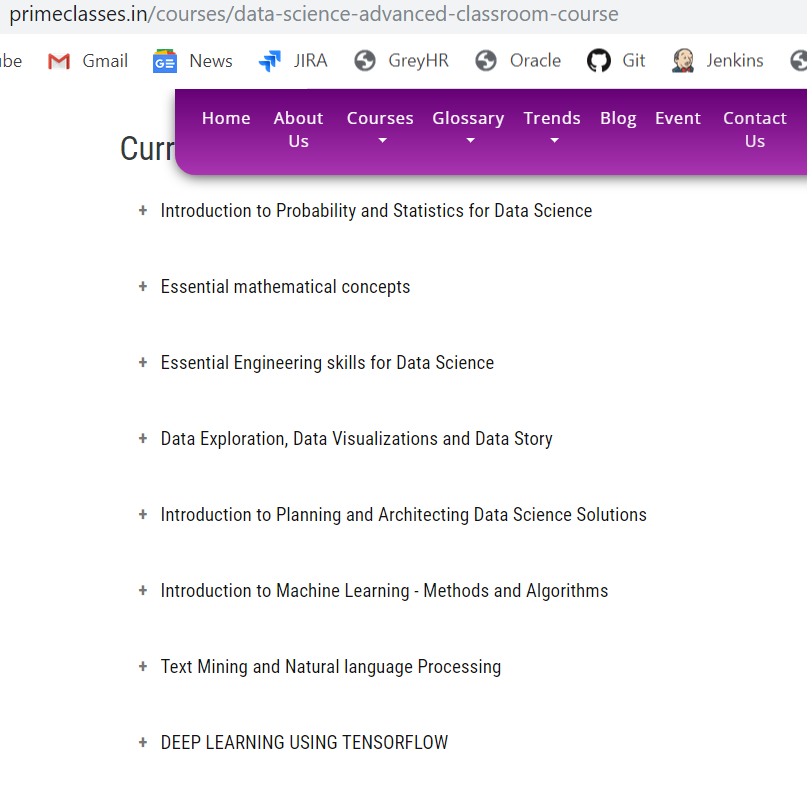 primeclasses.in/courses/data-science-advanced-classroom-course
Gmail GE News JIRA GreyHR Oracle Git Jenkins
Home About Us Courses Glossary Trends Blog Event Contact Us
Curr
+ Introduction to Probability and Statistics for Data Science
+ Essential mathematical concepts
+ Essential Engineering skills for Data Science
+ Data Exploration, Data Visualizations and Data Story
+ Introduction to Planning and Architecting Data Science Solutions
+ Introduction to Machine Learning - Methods and Algorithms
+ Text Mining and Natural language Processing
+ DEEP LEARNING USING TENSORFLOW